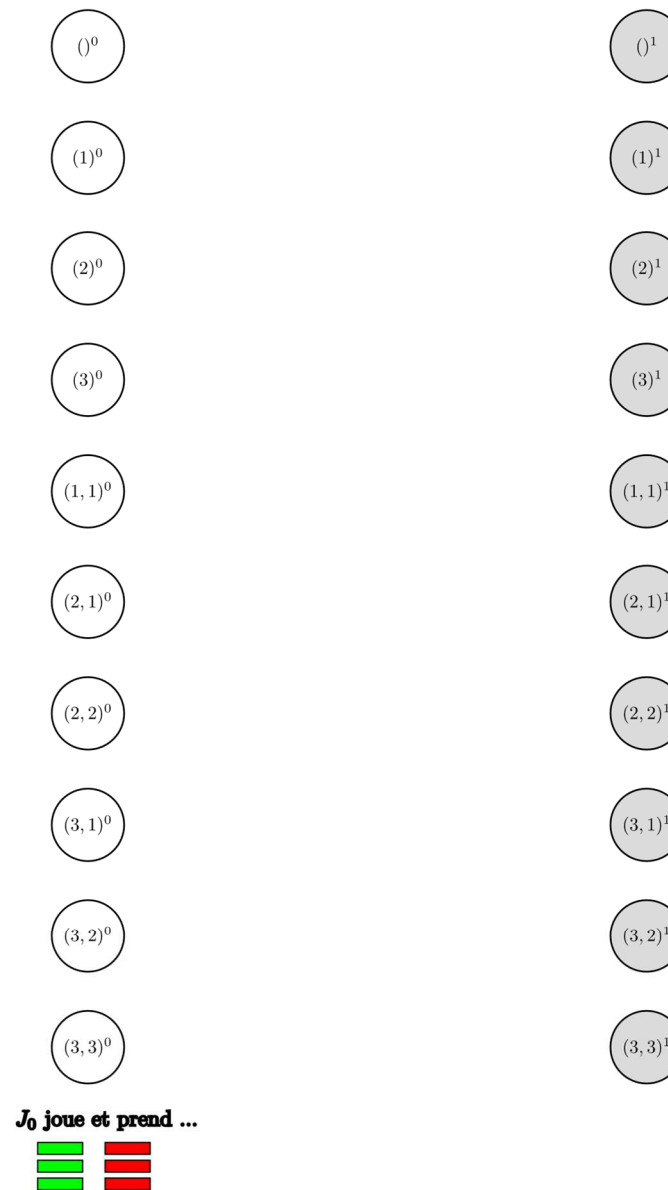 ()⁰ ()¹
(1)⁰ (1)¹
(2)⁰ (2)¹
(3)⁰ (3)¹
(1, 1)⁰ (1, 1)¹
(2, 1)⁰ (2, 1)¹
(2, 2)⁰ (2, 2)¹
(3, 1)⁰ (3, 1)¹
(3, 2)⁰ (3, 2)¹
(3, 3)⁰ (3, 3)¹
J₀ joue et prend ...